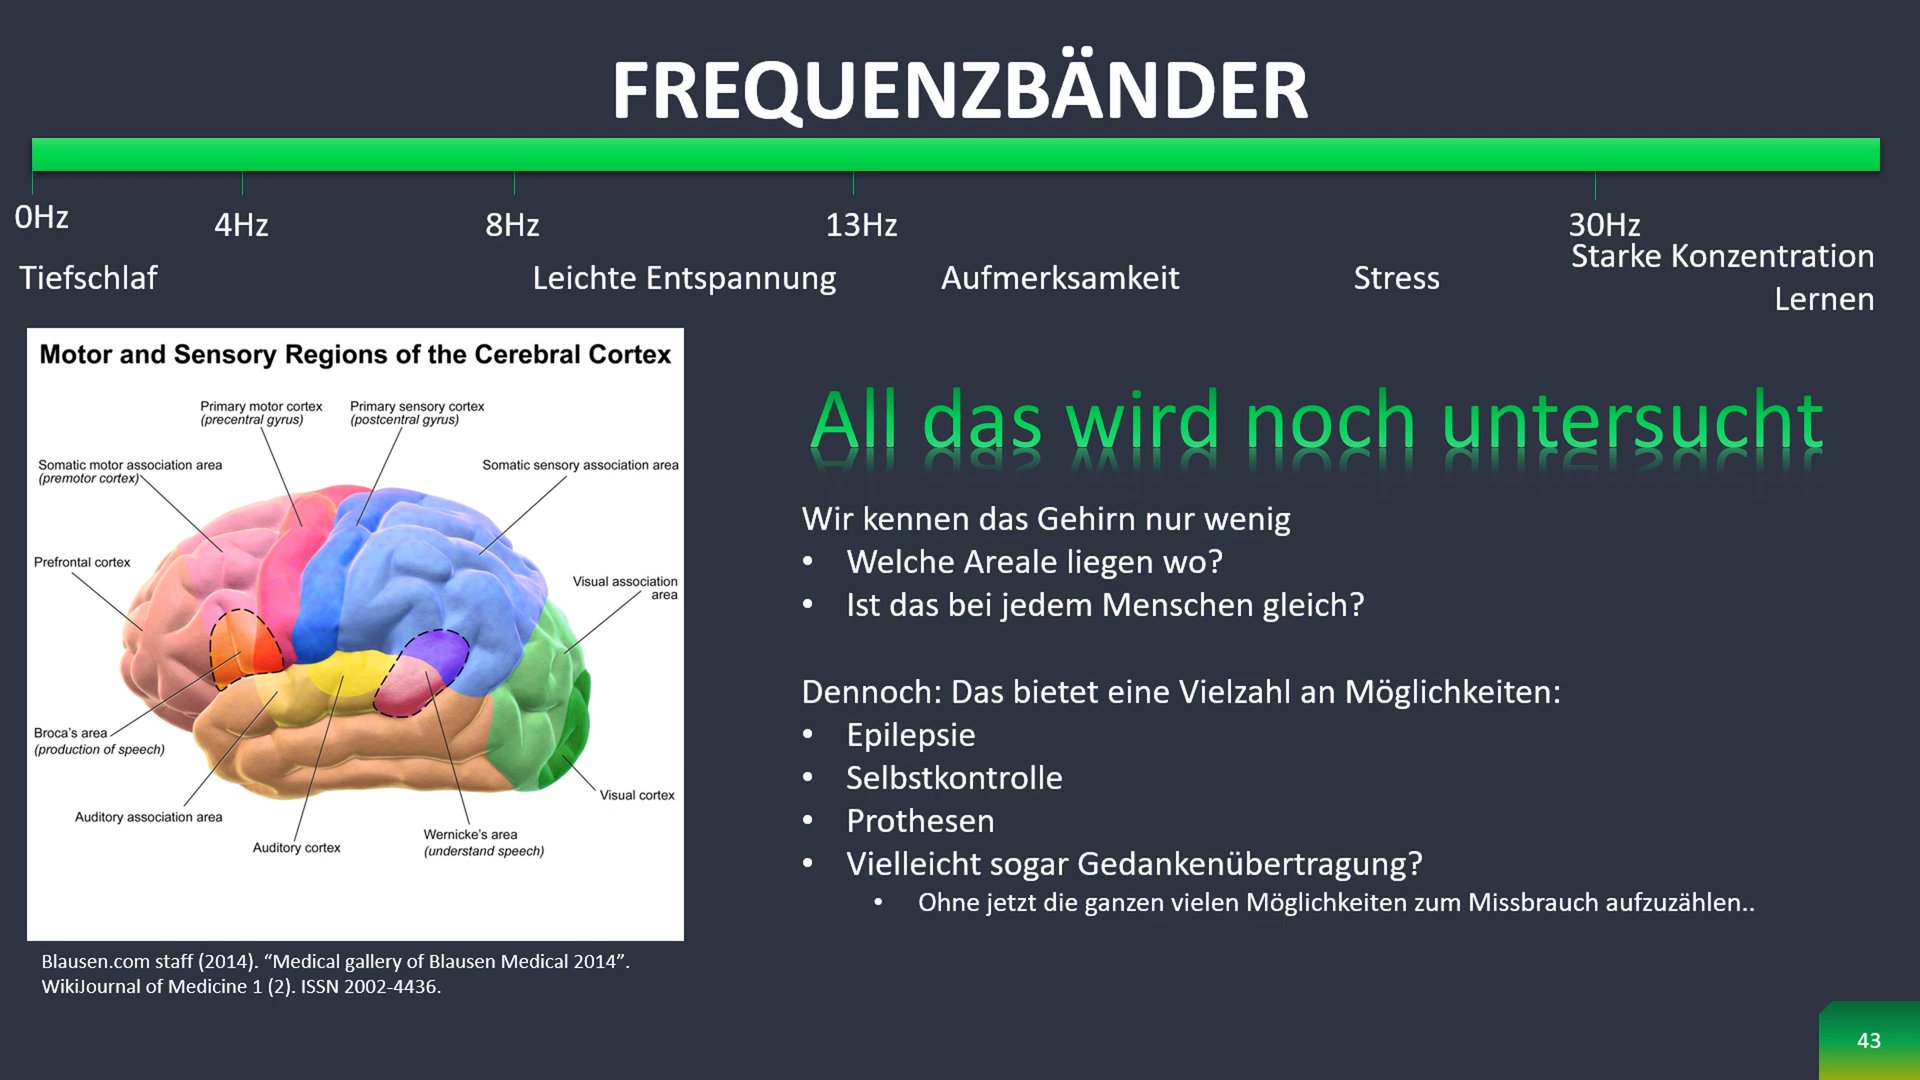 FREQUENZBÄNDER
0Hz
4Hz
8Hz
13Hz
30Hz
Tiefschlaf
Leichte Entspannung
Aufmerksamkeit
Stress
Starke Konzentration
Lernen
Motor and Sensory Regions of the Cerebral Cortex
Primary motor cortex
(precentral gyrus)
Primary sensory cortex
(postcentral gyrus)
Somatic motor association area
(premotor cortex)
Somatic sensory association area
Prefrontal cortex
Visual association
area
Broca's area
(production of speech)
Visual cortex
Auditory association area
Auditory cortex
Wernicke's area
(understand speech)
Blausen.com staff (2014). “Medical gallery of Blausen Medical 2014”.
WikiJournal of Medicine 1 (2). ISSN 2002-4436.
All das wird noch untersucht
Wir kennen das Gehirn nur wenig
• Welche Areale liegen wo?
• Ist das bei jedem Menschen gleich?
Dennoch: Das bietet eine Vielzahl an Möglichkeiten:
• Epilepsie
• Selbstkontrolle
• Prothesen
• Vielleicht sogar Gedankenübertragung?
• Ohne jetzt die ganzen vielen Möglichkeiten zum Missbrauch aufzuzählen..
43